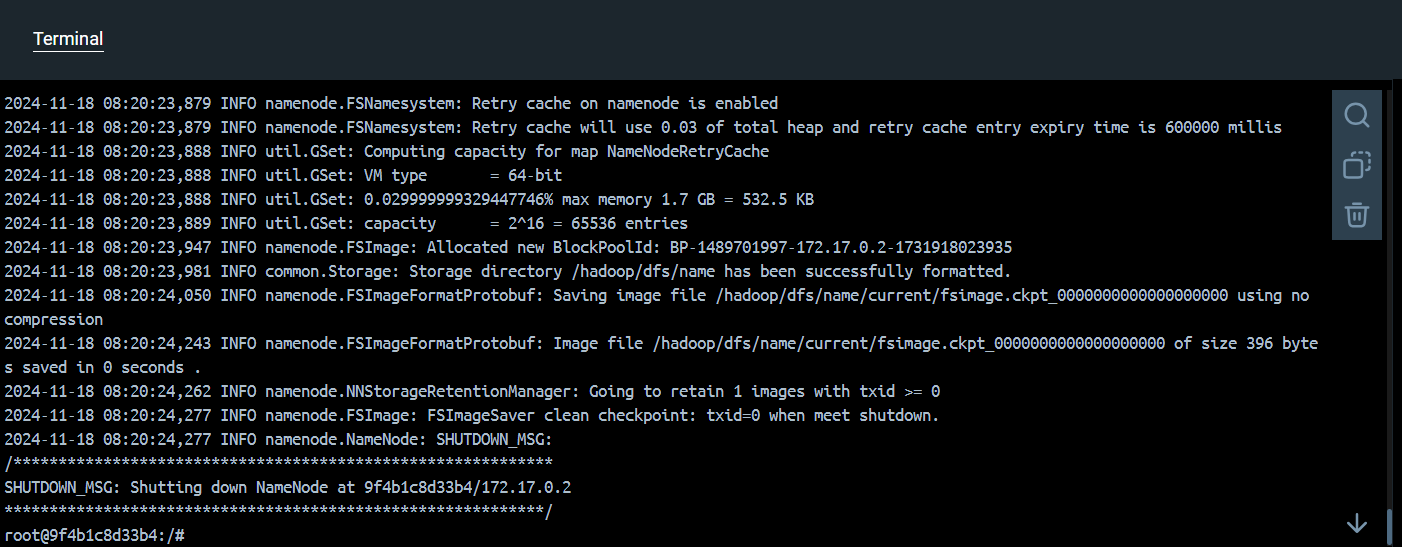 Terminal
2024-11-18 08:20:23,879 INFO namenode.FSNamesystem: Retry cache on namenode is enabled
2024-11-18 08:20:23,879 INFO namenode.FSNamesystem: Retry cache will use 0.03 of total heap and retry cache entry expiry time is 600000 millis
2024-11-18 08:20:23,888 INFO util.GSet: Computing capacity for map NameNodeRetryCache
2024-11-18 08:20:23,888 INFO util.GSet: VM type       = 64-bit
2024-11-18 08:20:23,888 INFO util.GSet: 0.029999999329447746% max memory 1.7 GB = 532.5 KB
2024-11-18 08:20:23,889 INFO util.GSet: capacity      = 2^16 = 65536 entries
2024-11-18 08:20:23,947 INFO namenode.FSImage: Allocated new BlockPoolId: BP-1489701997-172.17.0.2-1731918023935
2024-11-18 08:20:23,981 INFO common.Storage: Storage directory /hadoop/dfs/name has been successfully formatted.
2024-11-18 08:20:24,050 INFO namenode.FSImageFormatProtobuf: Saving image file /hadoop/dfs/name/current/fsimage.ckpt_0000000000000000000 using no
compression
2024-11-18 08:20:24,243 INFO namenode.FSImageFormatProtobuf: Image file /hadoop/dfs/name/current/fsimage.ckpt_0000000000000000000 of size 396 byte
s saved in 0 seconds .
2024-11-18 08:20:24,262 INFO namenode.NNStorageRetentionManager: Going to retain 1 images with txid >= 0
2024-11-18 08:20:24,277 INFO namenode.FSImage: FSImageSaver clean checkpoint: txid=0 when meet shutdown.
2024-11-18 08:20:24,277 INFO namenode.NameNode: SHUTDOWN_MSG:
/************************************************************
SHUTDOWN_MSG: Shutting down NameNode at 9f4b1c8d33b4/172.17.0.2
************************************************************/
root@9f4b1c8d33b4:/#